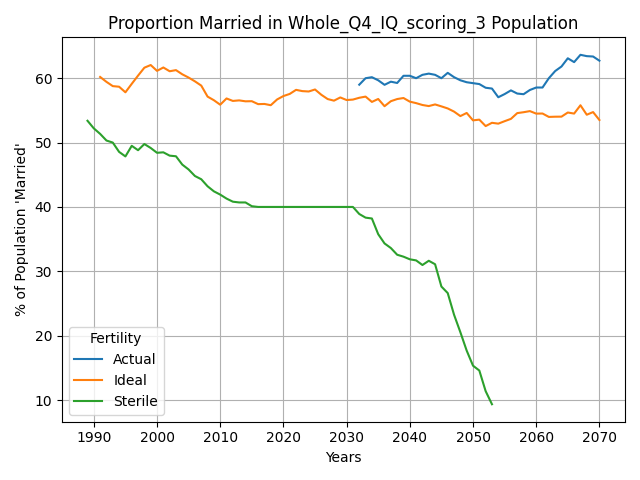 Proportion Married in Whole_Q4_IQ_scoring_3 Population
% of Population 'Married'
60
50
40
30
20
10
Fertility
Actual
Ideal
Sterile
1990 2000 2010 2020 2030 2040 2050 2060 2070
Years